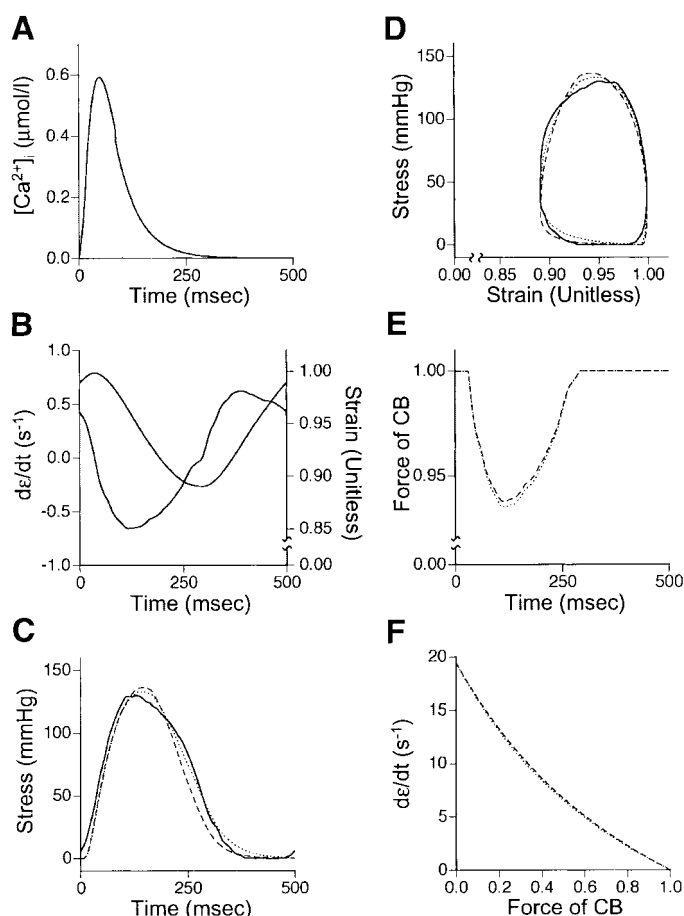 A
[Ca²⁺]ᵢ (μmol/l)
0.6
0.4
0.2
0.0
0
250
500
Time (msec)
B
dε/dt (s⁻¹)
1.0
0.5
0.0
-0.5
-1.0
1.00
0.95
0.90
0.85
0.00
Strain (Unitless)
0
250
500
Time (msec)
C
Stress (mmHg)
150
100
50
0
0
250
500
Time (msec)
D
Stress (mmHg)
150
100
50
0
0.00
0.85
0.90
0.95
1.00
Strain (Unitless)
E
Force of CB
1.00
0.95
0.00
0
250
500
Time (msec)
F
dε/dt (s⁻¹)
20
15
10
5
0
0.0
0.2
0.4
0.6
0.8
1.0
Force of CB